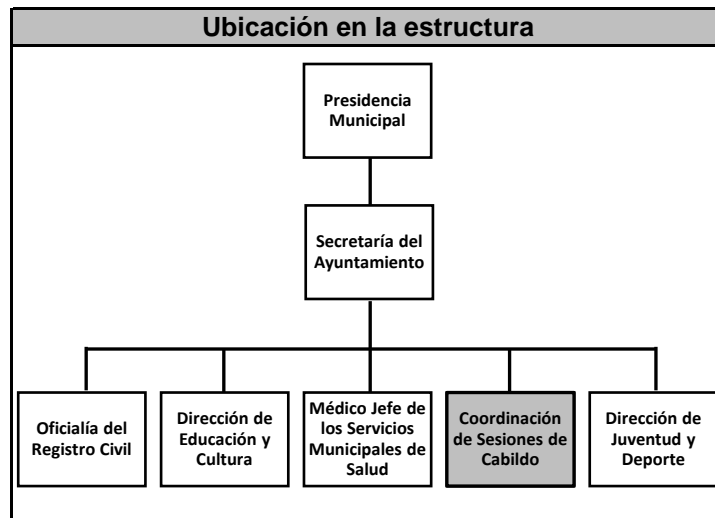 Ubicación en la estructura
Presidencia
Municipal
Secretaría del
Ayuntamiento
Oficialía del
Registro Civil
Dirección de
Educación y
Cultura
Médico Jefe de
los Servicios
Municipales de
Salud
Coordinación
de Sesiones de
Cabildo
Dirección de
Juventud y
Deporte